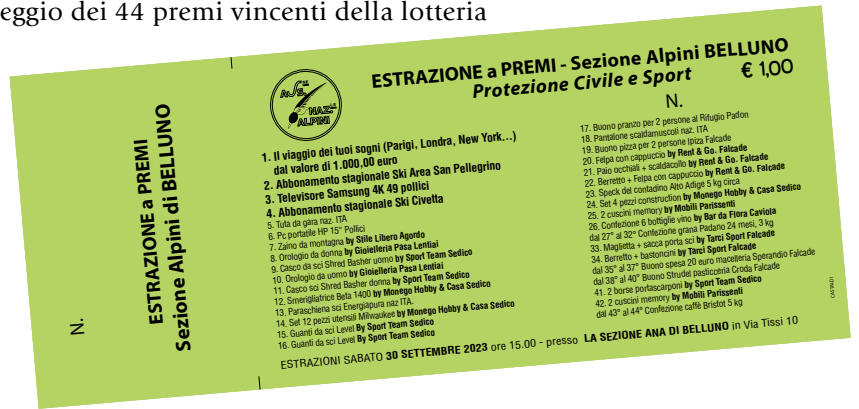 eggio dei 44 premi vincenti della lotteria
N.
ESTRAZIONE a PREMI
Sezione Alpini di BELLUNO
NAZ.LE
ALPINI
ESTRAZIONE a PREMI - Sezione Alpini BELLUNO
Protezione Civile e Sport
€ 1,00
N.
1. Il viaggio dei tuoi sogni (Parigi, Londra, New York...)
dal valore di 1.000,00 euro
2. Abbonamento stagionale Ski Area San Pellegrino
3. Televisore Samsung 4K 49 pollici
4. Abbonamento stagionale Ski Civetta
5. Tuta da gara naz. ITA
6. Pc portatile HP 15" Pollici
7. Zaino da montagna by Stile Libero Agordo
8. Orologio da donna by Gioielleria Pasa Lentiai
9. Casco da sci Shred Basher uomo by Sport Team Sedico
10. Orologio da uomo by Gioielleria Pasa Lentiai
11. Casco sci Shred Basher donna by Sport Team Sedico
12. Smerigliatrice Beta 1400 by Monego Hobby & Casa Sedico
13. Paraschiena sci Energiapura naz ITA.
14. Set 12 pezzi utensili Milwaukee by Monego Hobby & Casa Sedico
15. Guanti da sci Level By Sport Team Sedico
16. Guanti da sci Level By Sport Team Sedico
17. Buono pranzo per 2 persone al Rifugio Padon
18. Pantalone scaldamuscoli naz. ITA
19. Buono pizza per 2 persone Ipiza Falcade
20. Felpa con cappuccio by Rent & Go. Falcade
21. Paio occhiali + scaldacollo by Rent & Go. Falcade
22. Berretto + Felpa con cappuccio by Rent & Go. Falcade
23. Speck del contadino Alto Adige 5 kg circa
24. Set 4 pezzi construction by Monego Hobby & Casa Sedico
25. 2 cuscini memory by Mobili Parissenti
26. Confezione 6 bottiglie vino by Bar da Flora Caviola
dal 27° al 32° Confezione grana Padano 24 mesi, 3 kg
33. Maglietta + sacca porta sci by Tarci Sport Falcade
34. Berretto + bastoncini by Tarci Sport Falcade
dal 35° al 37° Buono spesa 20 euro macelleria Sperandio Falcade
dal 38° al 40° Buono Strudel pasticceria Croda Falcade
41. 2 borse portascarponi by Sport Team Sedico
42. 2 cuscini memory by Mobili Parissenti
dal 43° al 44° Confezione caffè Bristot 5 kg
ESTRAZIONI SABATO 30 SETTEMBRE 2023 ore 15.00 - presso LA SEZIONE ANA DI BELLUNO in Via Tissi 10